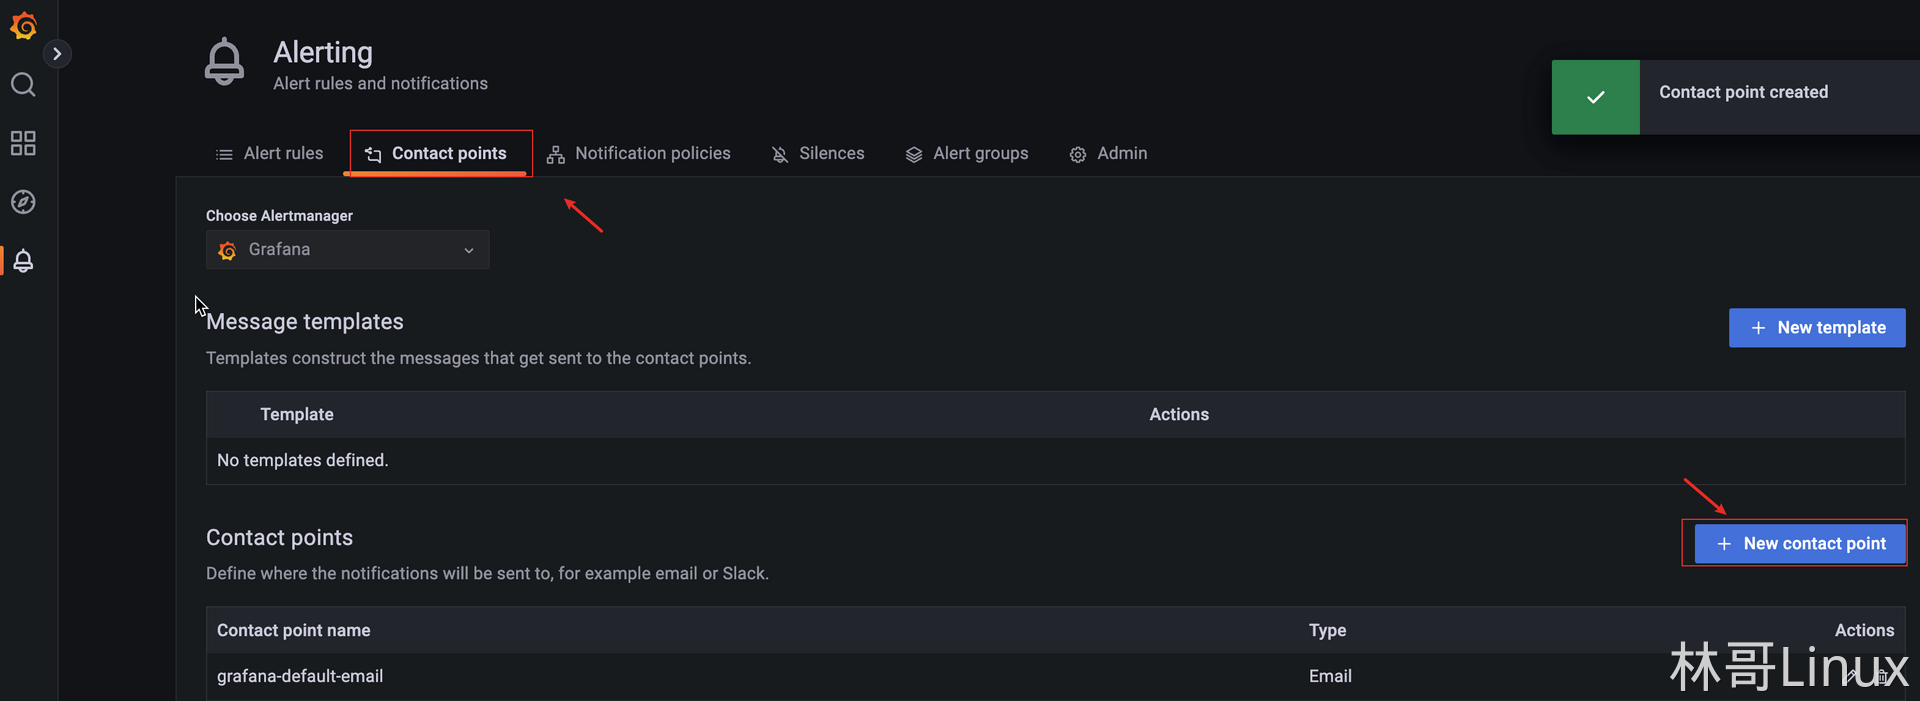 Alerting
Alert rules and notifications
Contact point created
Alert rules
Contact points
Notification policies
Silences
Alert groups
Admin
Choose Alertmanager
Grafana
Message templates
New template
Templates construct the messages that get sent to the contact points.
Template Actions
No templates defined.
Contact points
New contact point
Define where the notifications will be sent to, for example email or Slack.
Contact point name Type Actions
grafana-default-email Email
林哥Linux